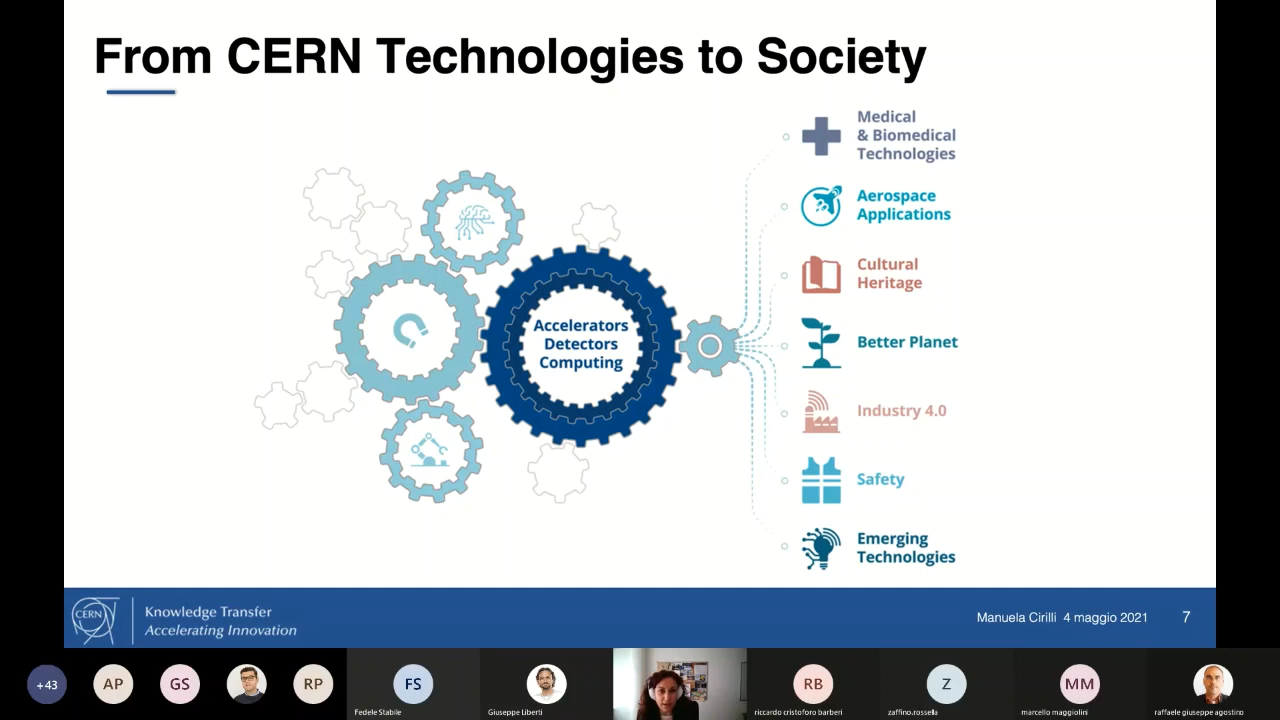 From CERN Technologies to Society
Accelerators
Detectors
Computing
Medical
& Biomedical
Technologies
Aerospace
Applications
Cultural
Heritage
Better Planet
Industry 4.0
Safety
Emerging
Technologies
CERN
Knowledge Transfer
Accelerating Innovation
Manuela Cirilli 4 maggio 2021
7
+43
AP
GS
RP
FS
Fedele Stabile
Giuseppe Liberti
RB
riccardo cristoforo barberi
Z
zaffino.rossella
MM
marcello maggiolini
raffaele giuseppe agostino